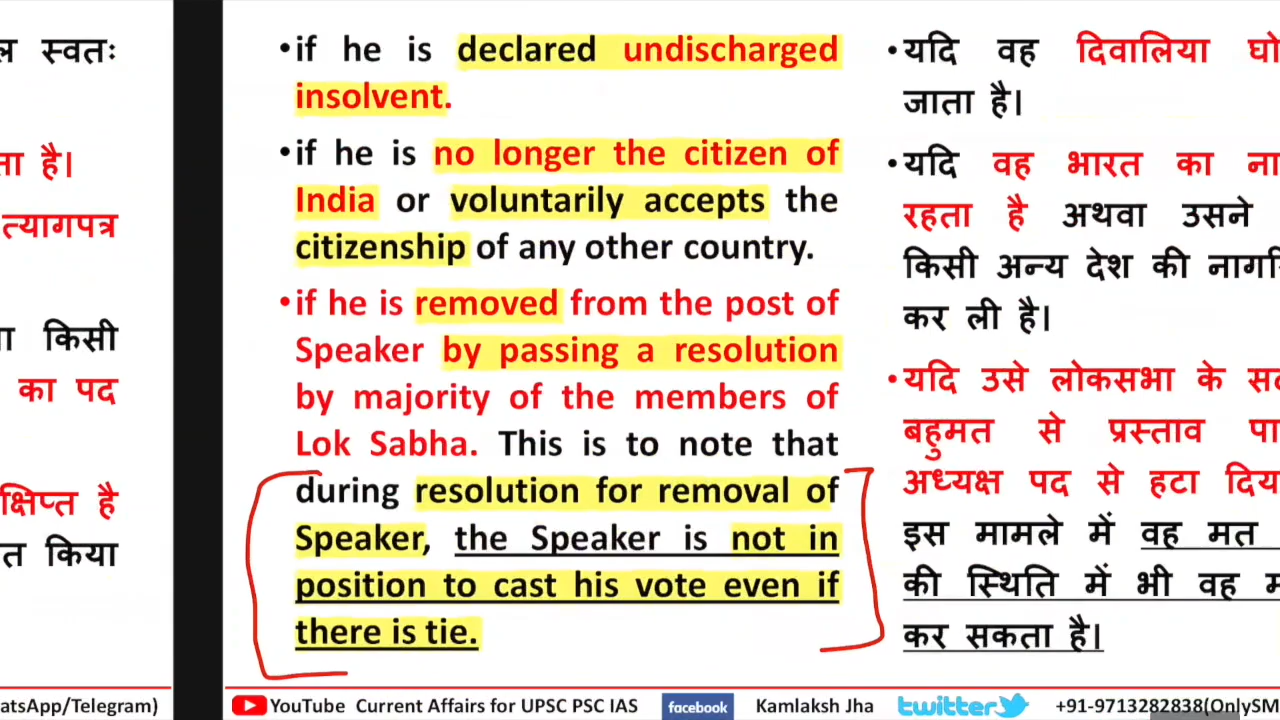 ल स्वतः
ता है।
त्यागपत्र
ा किसी
का पद
क्षिप्त है
त किया
•if he is declared undischarged
insolvent.
•if he is no longer the citizen of
India or voluntarily accepts the
citizenship of any other country.
•if he is removed from the post of
Speaker by passing a resolution
by majority of the members of
Lok Sabha. This is to note that
during resolution for removal of
Speaker, the Speaker is not in
position to cast his vote even if
there is tie.
•यदि वह दिवालिया घो
जाता है।
•यदि वह भारत का ना
रहता है अथवा उसने
किसी अन्य देश की नागरि
कर ली है।
•यदि उसे लोकसभा के सद
बहुमत से प्रस्ताव पा
अध्यक्ष पद से हटा दिय
इस मामले में वह मत
की स्थिति में भी वह म
कर सकता है।
atsApp/Telegram)
YouTube Current Affairs for UPSC PSC IAS facebook Kamlaksh Jha twitter +91-9713282838(OnlySM